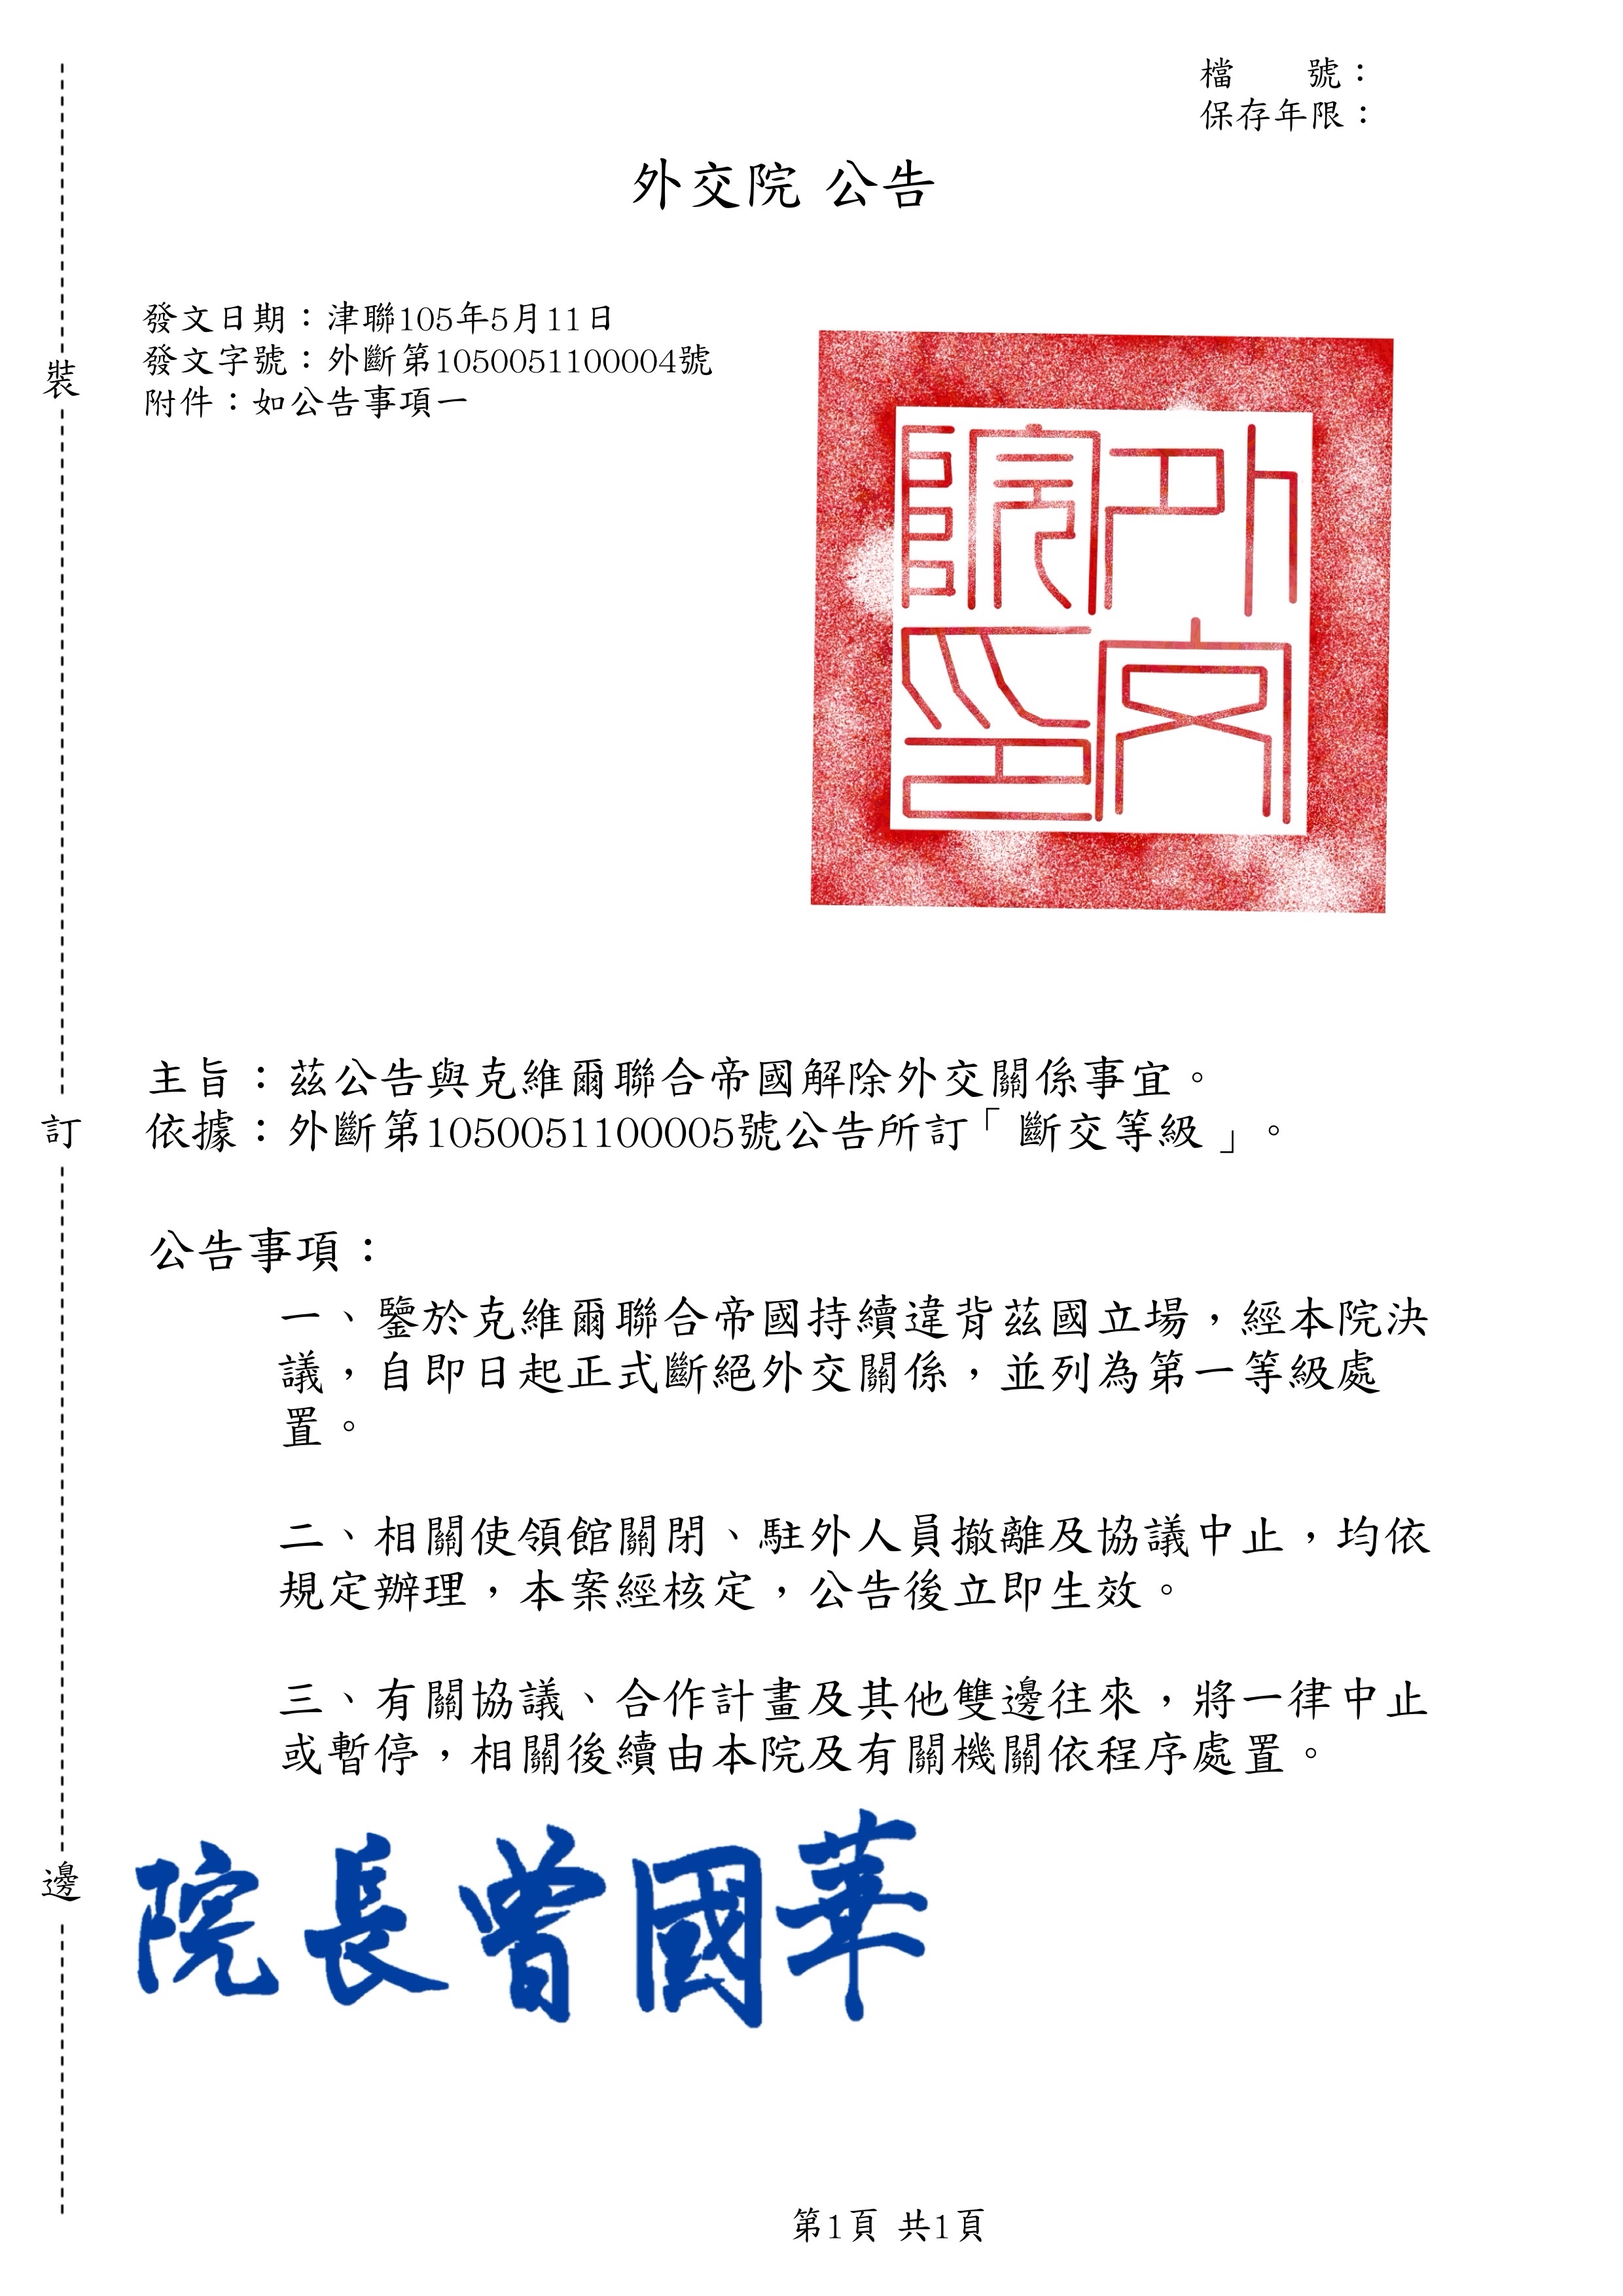 檔　　號：
保存年限：
外交院 公告
發文日期：津聯105年5月11日
發文字號：外斷第1050051100004號
附件：如公告事項一
外交院印
主旨：茲公告與克維爾聯合帝國解除外交關係事宜。
依據：外斷第1050051100005號公告所訂「斷交等級」。
公告事項：
一、鑒於克維爾聯合帝國持續違背茲國立場，經本院決
議，自即日起正式斷絕外交關係，並列為第一等級處
置。
二、相關使領館關閉、駐外人員撤離及協議中止，均依
規定辦理，本案經核定，公告後立即生效。
三、有關協議、合作計畫及其他雙邊往來，將一律中止
或暫停，相關後續由本院及有關機關依程序處置。
院長曾國華
裝
訂
邊
第1頁 共1頁